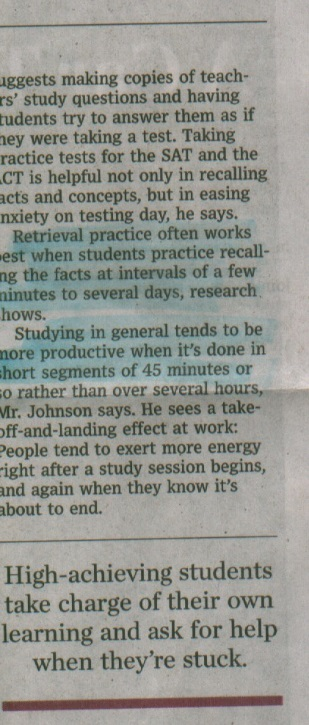 uggests making copies of teach-
rs' study questions and having
tudents try to answer them as if
hey were taking a test. Taking
ractice tests for the SAT and the
ACT is helpful not only in recalling
acts and concepts, but in easing
nxiety on testing day, he says.
Retrieval practice often works
est when students practice recall-
ng the facts at intervals of a few
minutes to several days, research
hows.
Studying in general tends to be
more productive when it's done in
short segments of 45 minutes or
so rather than over several hours,
Mr. Johnson says. He sees a take-
off-and-landing effect at work:
People tend to exert more energy
right after a study session begins,
and again when they know it's
about to end.
High-achieving students
take charge of their own
learning and ask for help
when they're stuck.